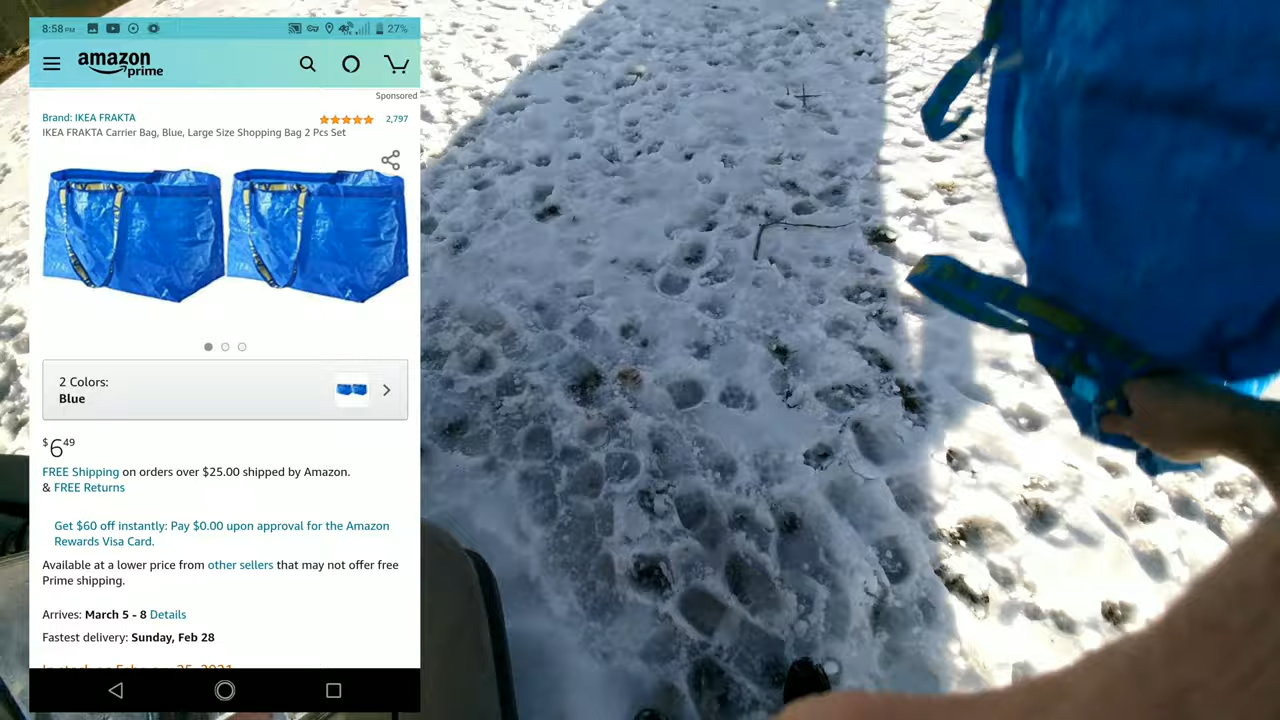 8:58 PM
27%
amazon
prime
Sponsored
Brand: IKEA FRAKTA
2,797
IKEA FRAKTA Carrier Bag, Blue, Large Size Shopping Bag 2 Pcs Set
2 Colors:
Blue
$6 49
FREE Shipping on orders over $25.00 shipped by Amazon.
& FREE Returns
Get $60 off instantly: Pay $0.00 upon approval for the Amazon
Rewards Visa Card.
Available at a lower price from other sellers that may not offer free
Prime shipping.
Arrives: March 5 - 8 Details
Fastest delivery: Sunday, Feb 28